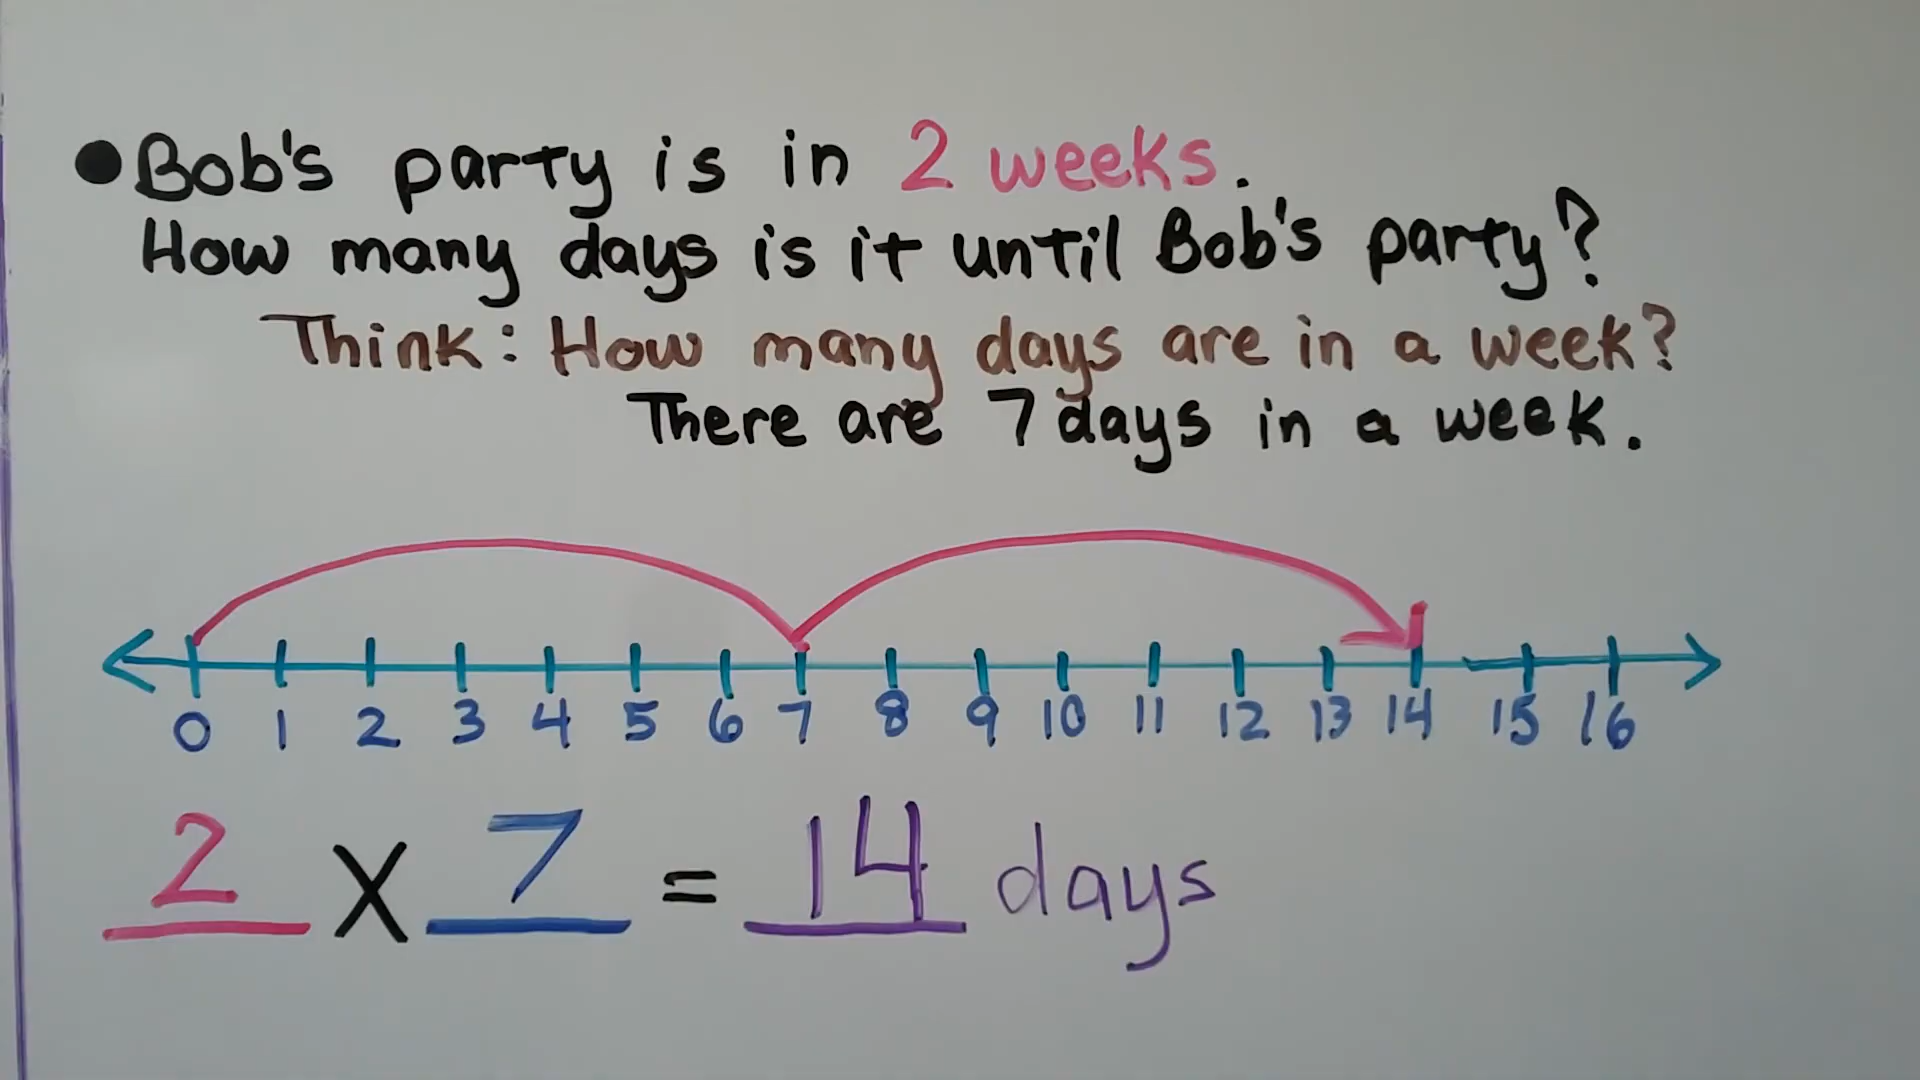 ●Bob's party is in 2 weeks.
How many days is it until Bob's party?
Think: How many days are in a week?
There are 7 days in a week.
0 1 2 3 4 5 6 7 8 9 10 11 12 13 14 15 16
2 X 7 = 14 days